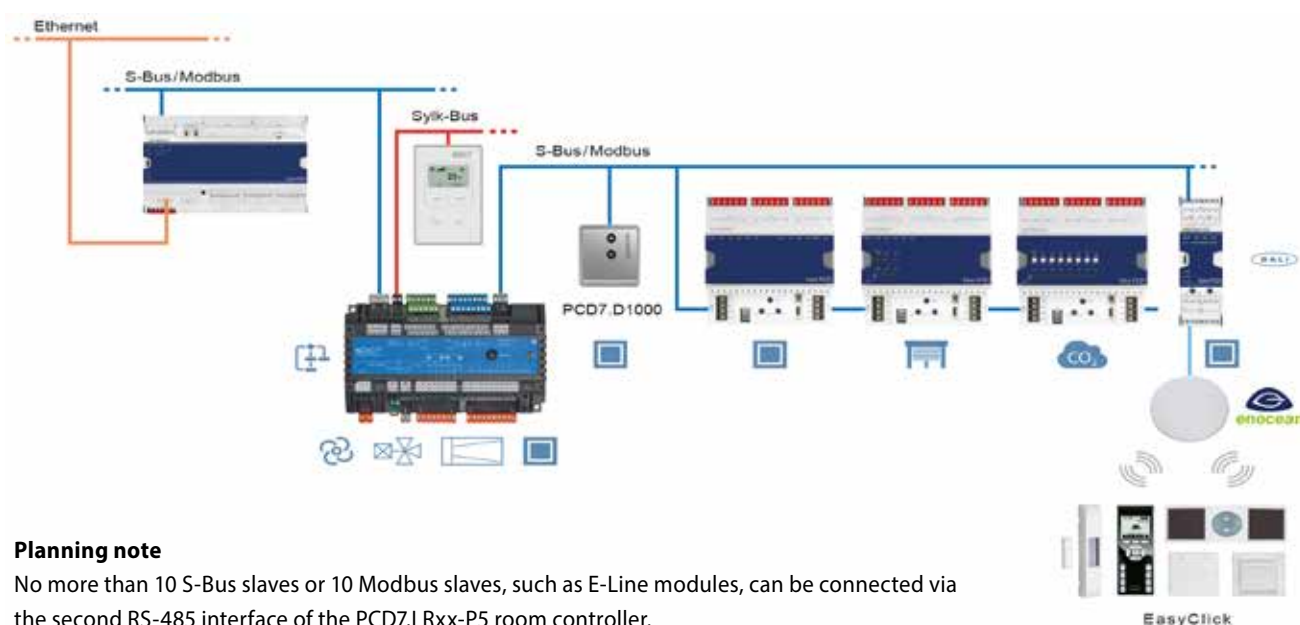 Ethernet
S-Bus/Modbus
Sylk-Bus
S-Bus/Modbus
PCD7.D1000
DALI
CO₂
enocean
EasyClick
Planning note
No more than 10 S-Bus slaves or 10 Modbus slaves, such as E-Line modules, can be connected via
the second RS-485 interface of the PCD7.LRxx-P5 room controller.